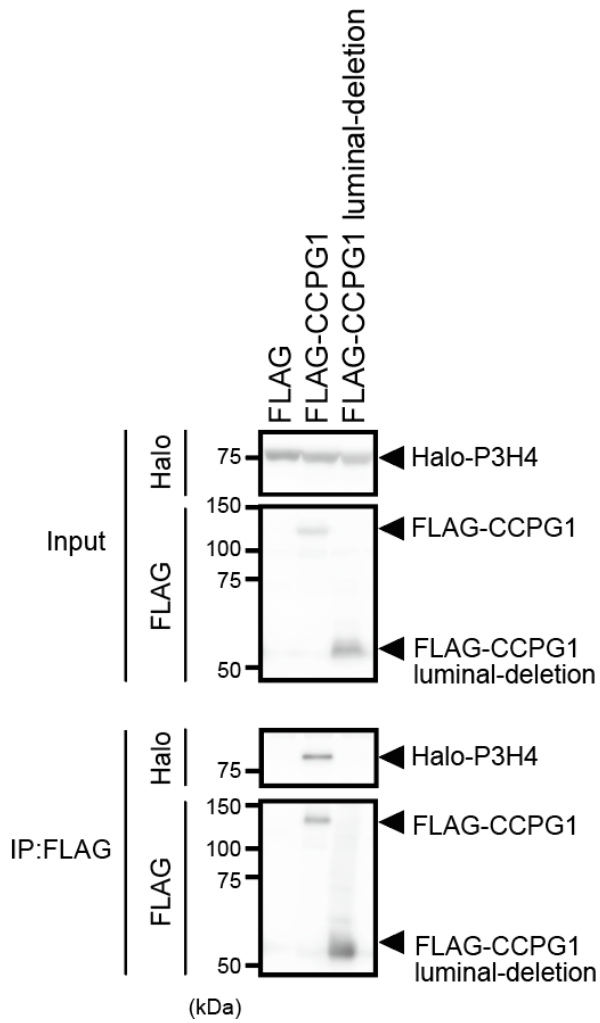 FLAG
FLAG-CCPG1
FLAG-CCPG1 luminal-deletion
Input
Halo
75
Halo-P3H4
FLAG
150
100
75
50
FLAG-CCPG1
FLAG-CCPG1
luminal-deletion
IP:FLAG
Halo
75
Halo-P3H4
FLAG
150
100
75
50
FLAG-CCPG1
FLAG-CCPG1
luminal-deletion
(kDa)